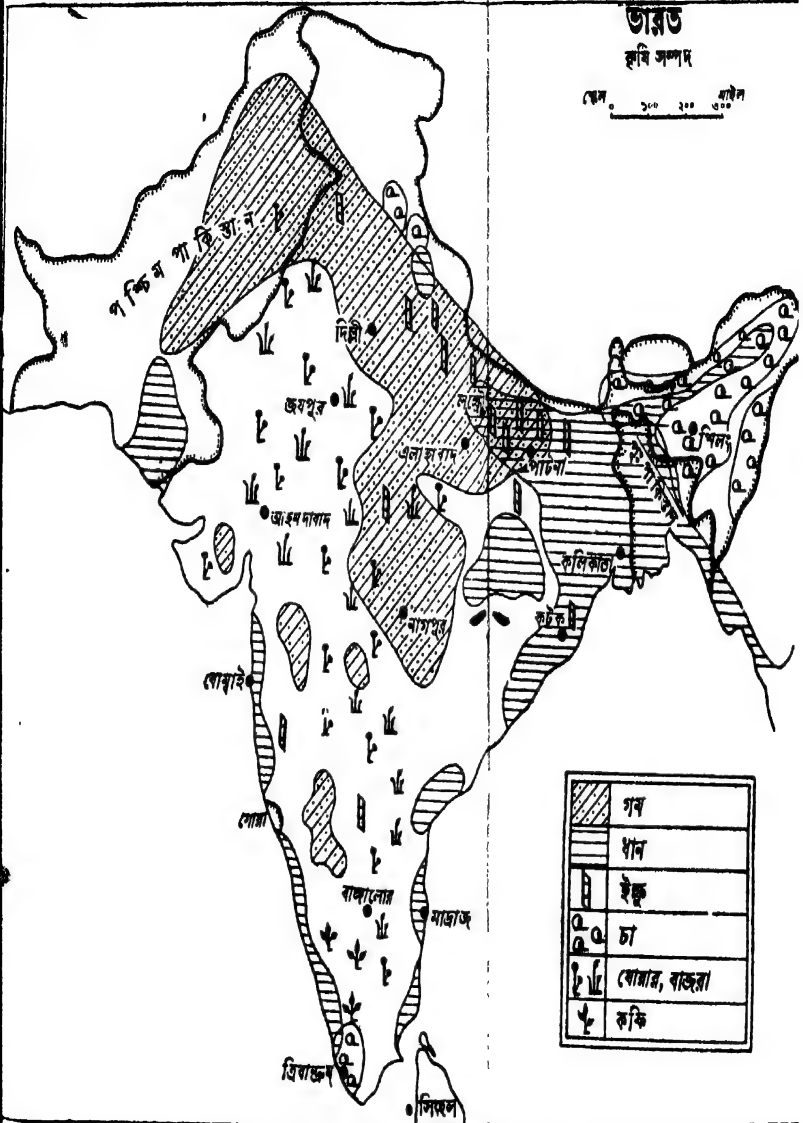 ভারত
কৃষি সম্পদ
স্কেল ০ ১০০ ২০০ ৩০০ মাইল
পশ্চিম পাকিস্তান
দিল্লী
জয়পুর
এলাহাবাদ
পাটনা
শিলং
আহমদাবাদ
কলিকাতা
নাগপুর
কটক
বোম্বাই
গোয়া
বাঙ্গালোর
মাদ্রাজ
ত্রিবান্দ্রম
সিংহল
গম
ধান
ইক্ষু
চা
যোয়ার, বাজরা
কফি